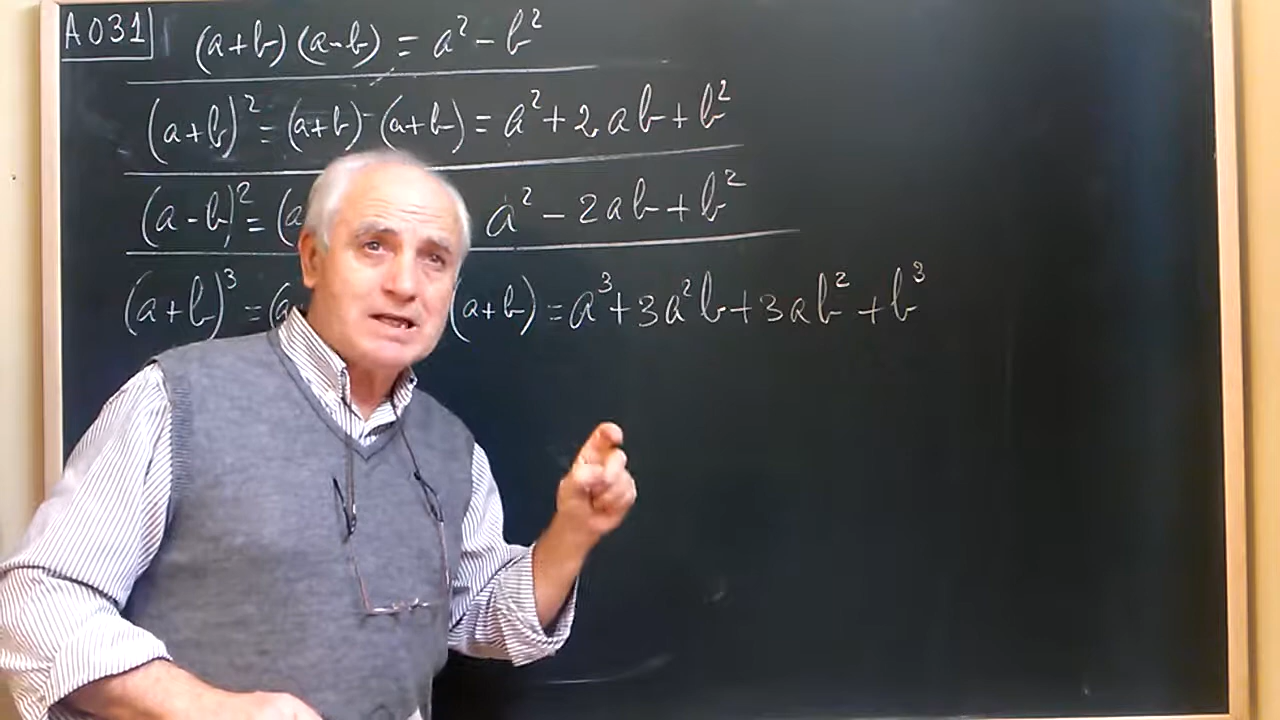 A031
(a+b)(a-b) = a² - b²
(a+b)² = (a+b)·(a+b) = a² + 2ab + b²
(a-b)² = (a a² - 2ab + b²
(a+b)³ = (a (a+b) = a³ + 3a²b + 3ab² + b³